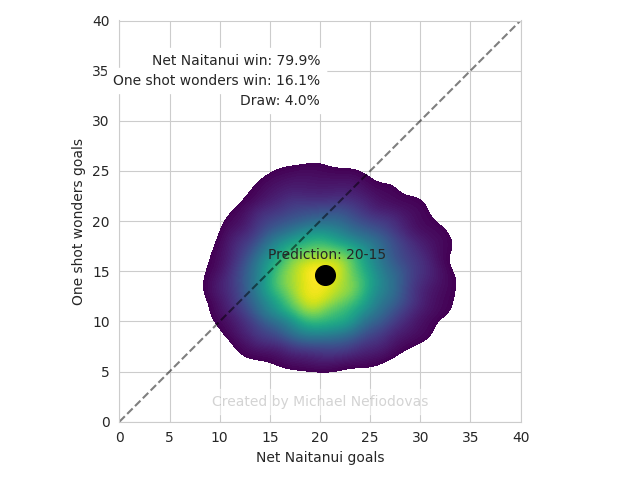 40
35
30
25
20
15
10
5
0
One shot wonders goals
Net Naitanui win: 79.9%
One shot wonders win: 16.1%
Draw: 4.0%
Prediction: 20-15
Created by Michael Nefiodovas
0 5 10 15 20 25 30 35 40
Net Naitanui goals